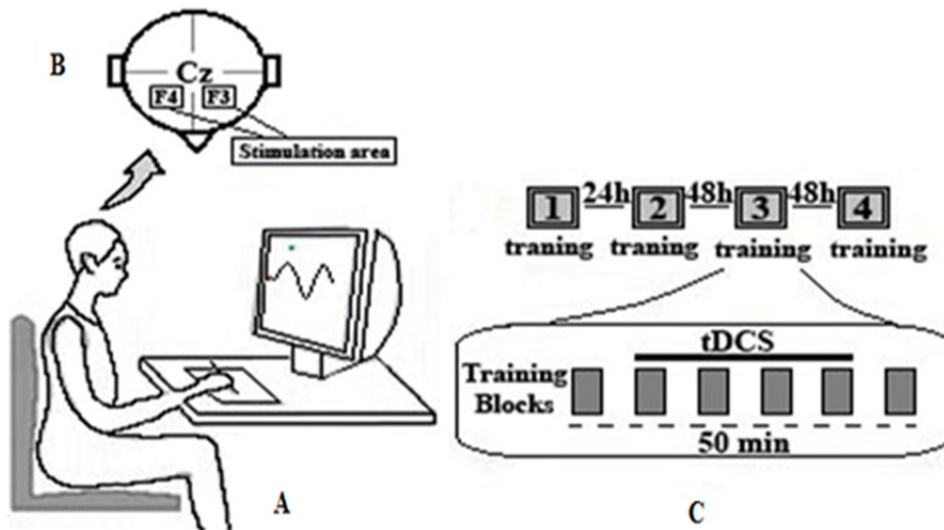 B
Cz
F4 F3
Stimulation area
24h 48h 48h
1 2 3 4
traning traning training training
tDCS
Training
Blocks
50 min
A
C